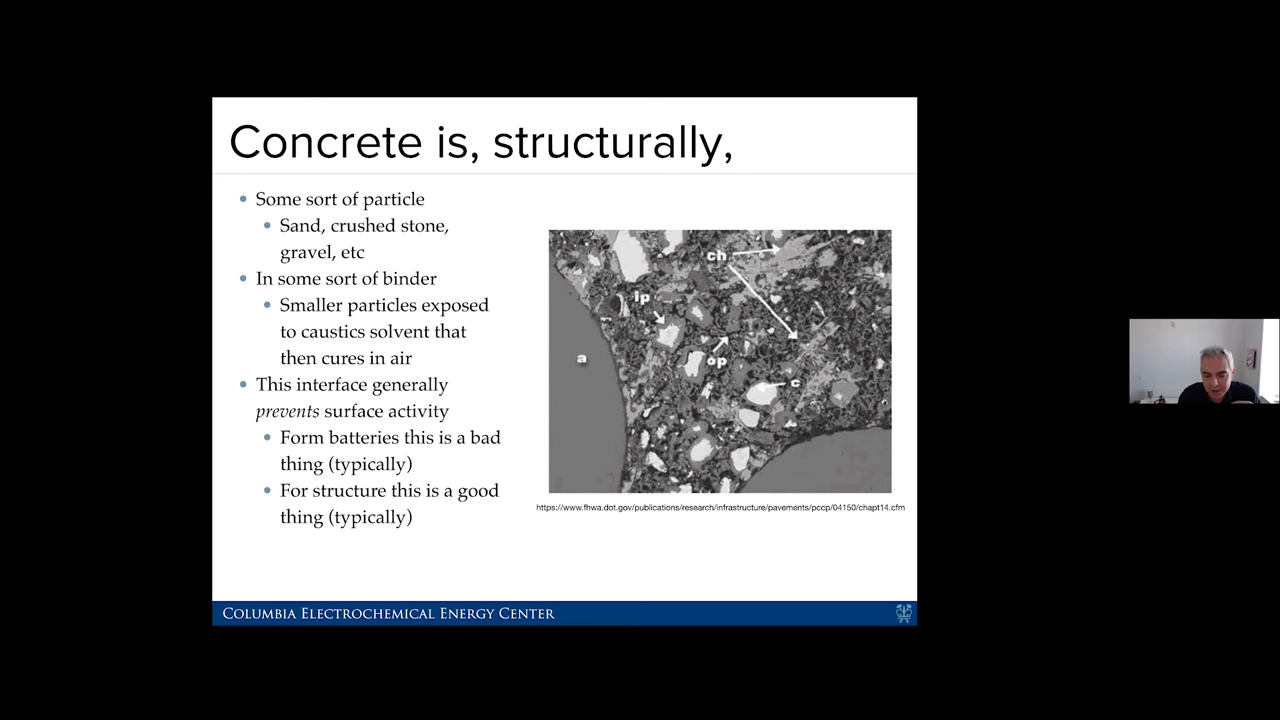 Concrete is, structurally,
• Some sort of particle
• Sand, crushed stone,
gravel, etc
• In some sort of binder
• Smaller particles exposed
to caustics solvent that
then cures in air
• This interface generally
prevents surface activity
• Form batteries this is a bad
thing (typically)
• For structure this is a good
thing (typically)
ch
ip
a
op
c
https://www.fhwa.dot.gov/publications/research/infrastructure/pavements/pccp/04150/chapt14.cfm
COLUMBIA ELECTROCHEMICAL ENERGY CENTER